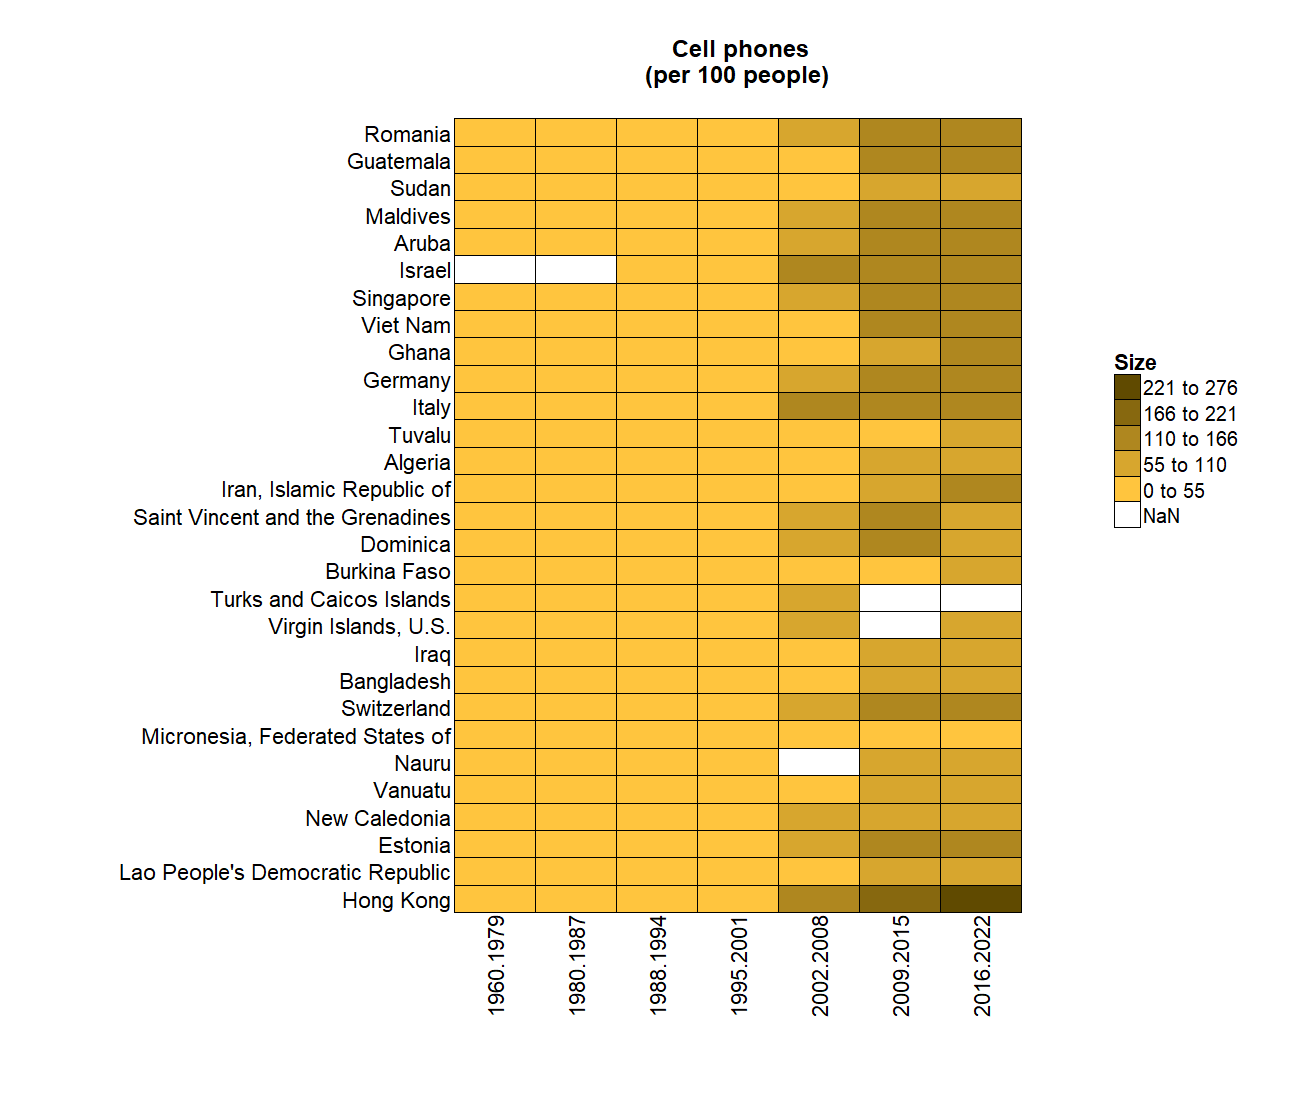 Cell phones
(per 100 people)
Romania
Guatemala
Sudan
Maldives
Aruba
Israel
Singapore
Viet Nam
Ghana
Germany
Italy
Tuvalu
Algeria
Iran, Islamic Republic of
Saint Vincent and the Grenadines
Dominica
Burkina Faso
Turks and Caicos Islands
Virgin Islands, U.S.
Iraq
Bangladesh
Switzerland
Micronesia, Federated States of
Nauru
Vanuatu
New Caledonia
Estonia
Lao People's Democratic Republic
Hong Kong
1960.1979
1980.1987
1988.1994
1995.2001
2002.2008
2009.2015
2016.2022
Size
221 to 276
166 to 221
110 to 166
55 to 110
0 to 55
NaN